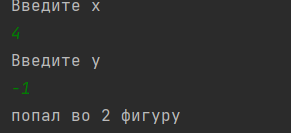 Введите x
4
Введите y
-1
попал во 2 фигуру